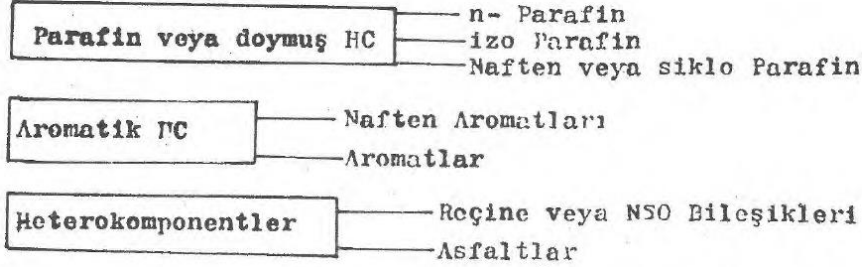 n- Parafin
Parafin veya doymuş HC
izo Parafin
Naften veya siklo Parafin
Aromatik HC
Naften Aromatları
Aromatlar
Heterokomponentler
Reçine veya NSO Bileşikleri
Asfaltlar